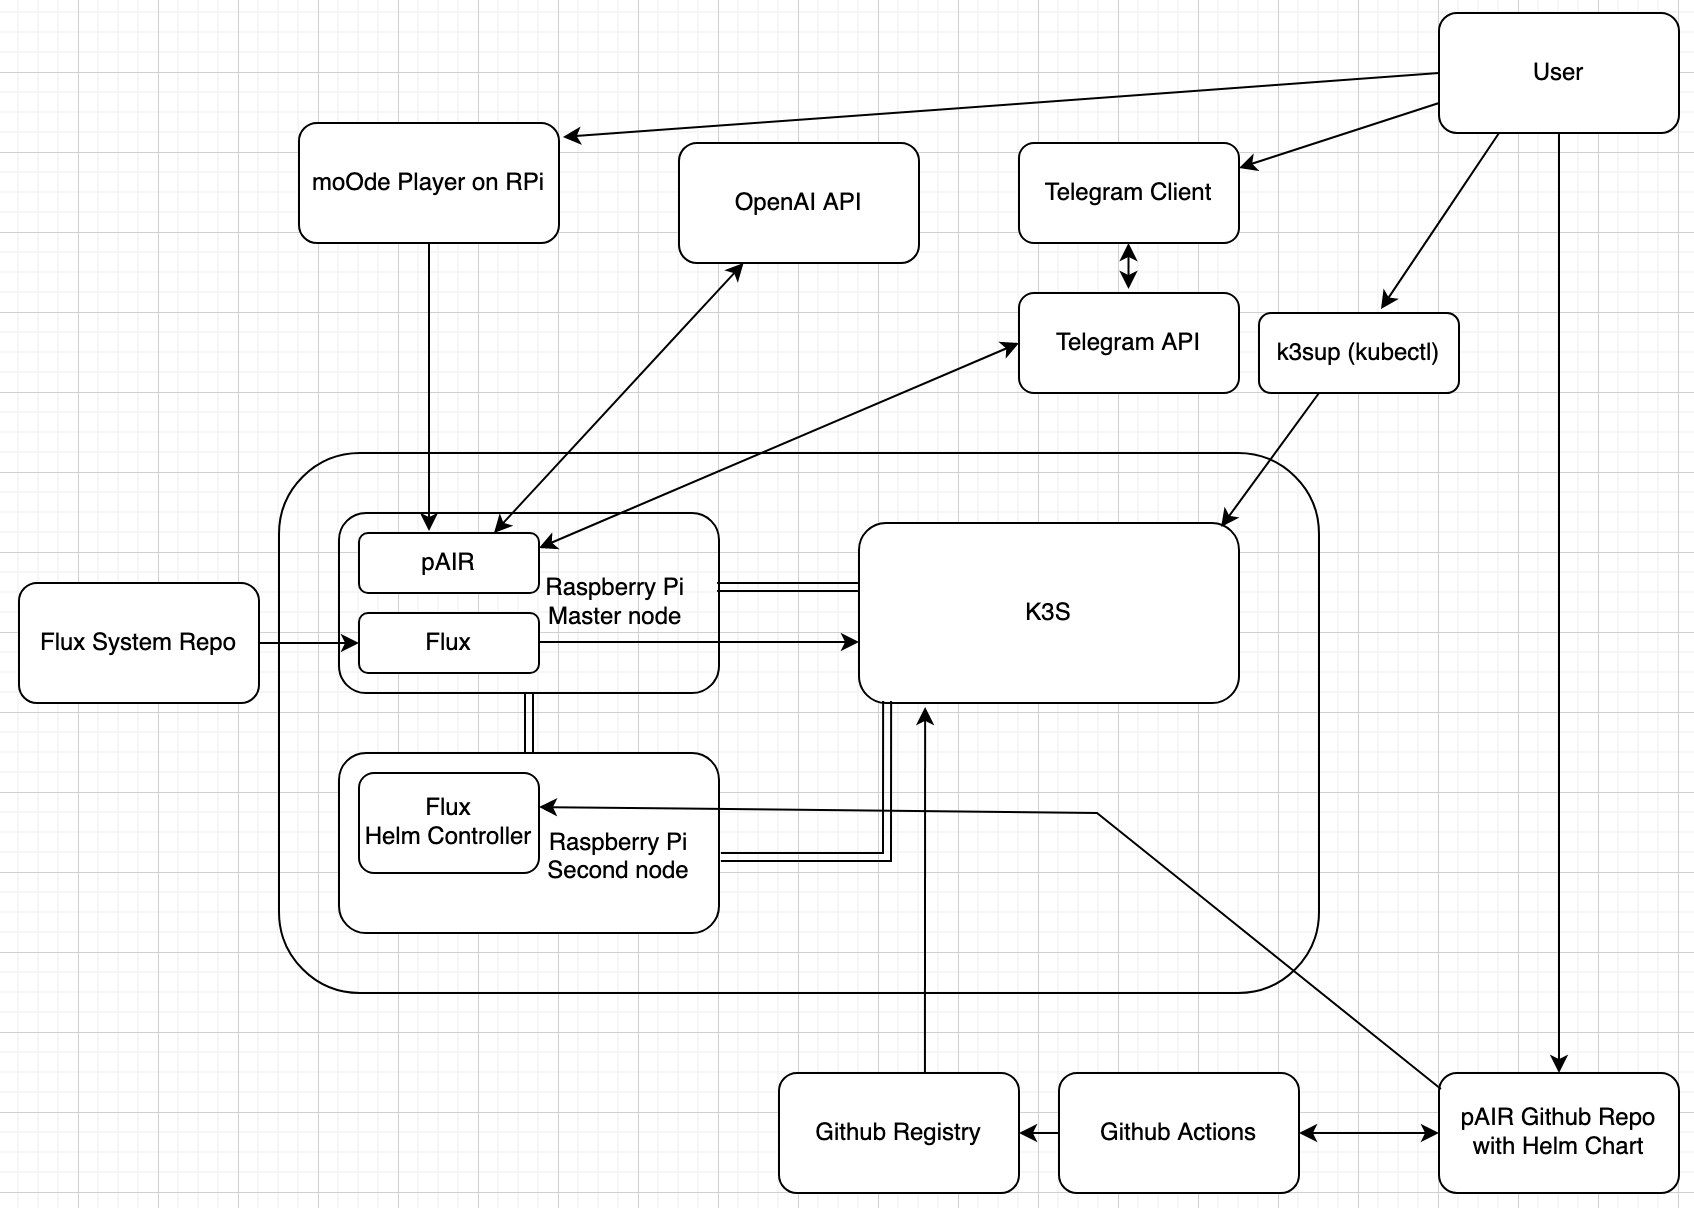 User
moOde Player on RPi
OpenAI API
Telegram Client
Telegram API
k3sup (kubectl)
pAIR
Raspberry Pi
Master node
K3S
Flux System Repo
Flux
Flux
Helm Controller
Raspberry Pi
Second node
Github Registry
Github Actions
pAIR Github Repo
with Helm Chart